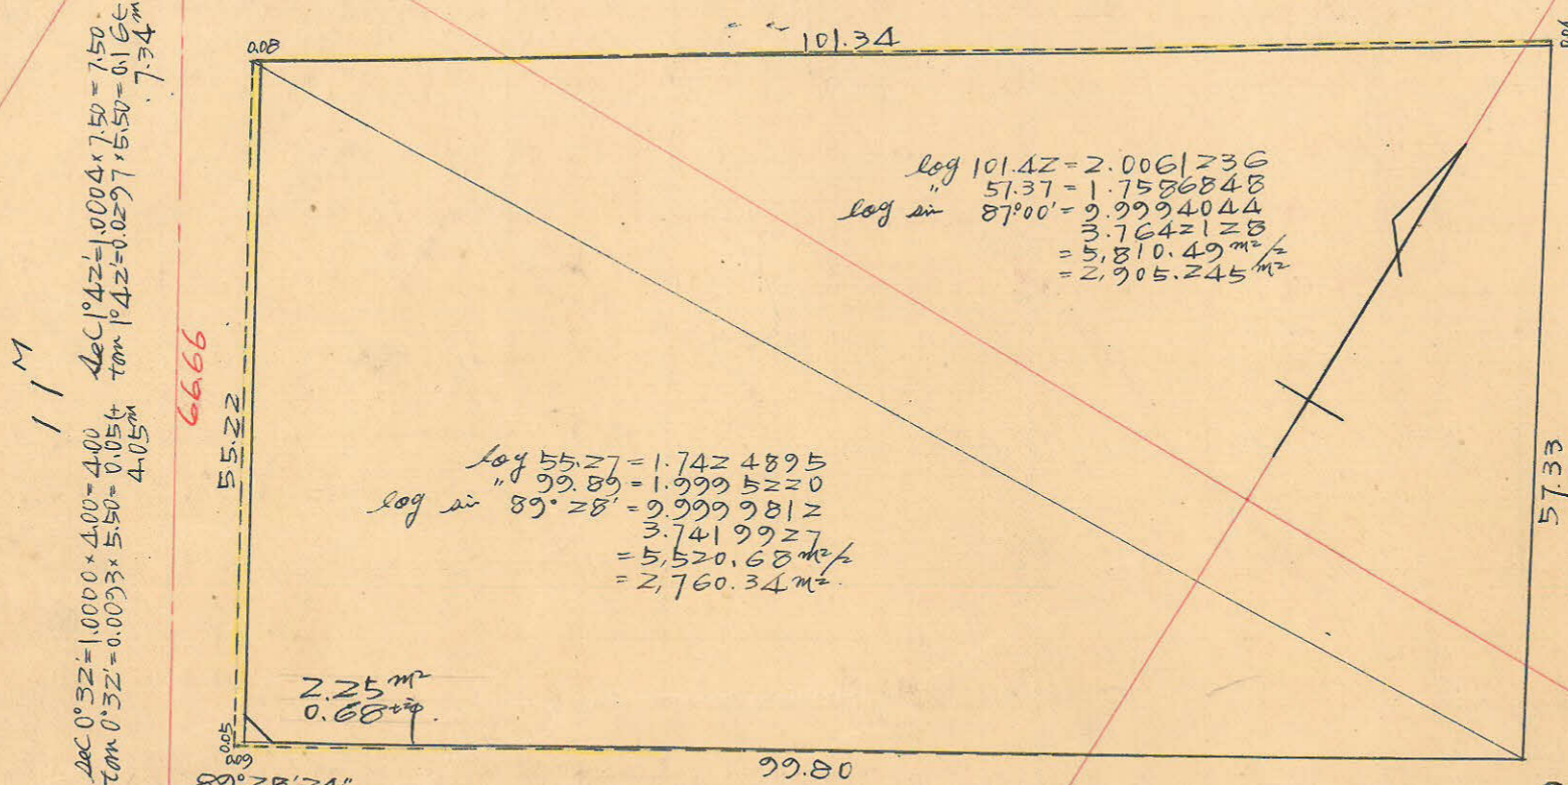 0.08
101.34
log 101.42 = 2.0061236
" 57.37 = 1.7586848
log sin 87°00' = 9.9994044
3.7642128
= 5,810.49 m²/2
= 2,905.245 m²
sec 1°42' = 1.0004 × 7.50 = 7.50
tan 1°42' = 0.0297 × 5.50 = 0.16(-
7.34 m
11 M
sec 0°32' = 1.0000 × 4.00 = 4.00
tan 0°32' = 0.0093 × 5.50 = 0.05(+
4.05 m
66.66
55.22
log 55.27 = 1.7424895
" 99.89 = 1.9995220
log sin 89°28' = 9.9999812
3.7419927
= 5,520.68 m²/2
= 2,760.34 m²
57.33
2.25 m²
0.68
0.05
99.80
89°28'24"